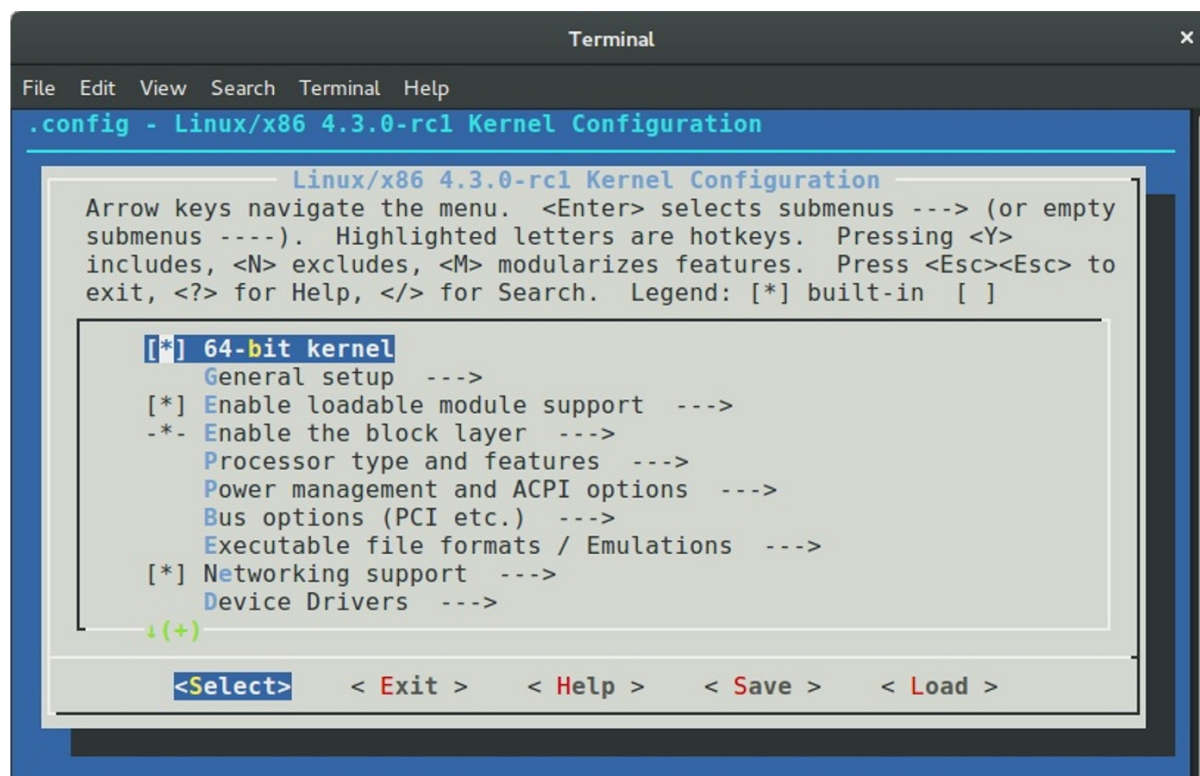 Terminal ×
File Edit View Search Terminal Help
.config - Linux/x86 4.3.0-rc1 Kernel Configuration
Linux/x86 4.3.0-rc1 Kernel Configuration
Arrow keys navigate the menu.  <Enter> selects submenus ---> (or empty
submenus ----).  Highlighted letters are hotkeys.  Pressing <Y>
includes, <N> excludes, <M> modularizes features.  Press <Esc><Esc> to
exit, <?> for Help, </> for Search.  Legend: [*] built-in  [ ]
[*] 64-bit kernel
General setup  --->
[*] Enable loadable module support  --->
-*- Enable the block layer  --->
Processor type and features  --->
Power management and ACPI options  --->
Bus options (PCI etc.)  --->
Executable file formats / Emulations  --->
[*] Networking support  --->
Device Drivers  --->
↓(+)
<Select>    < Exit >    < Help >    < Save >    < Load >